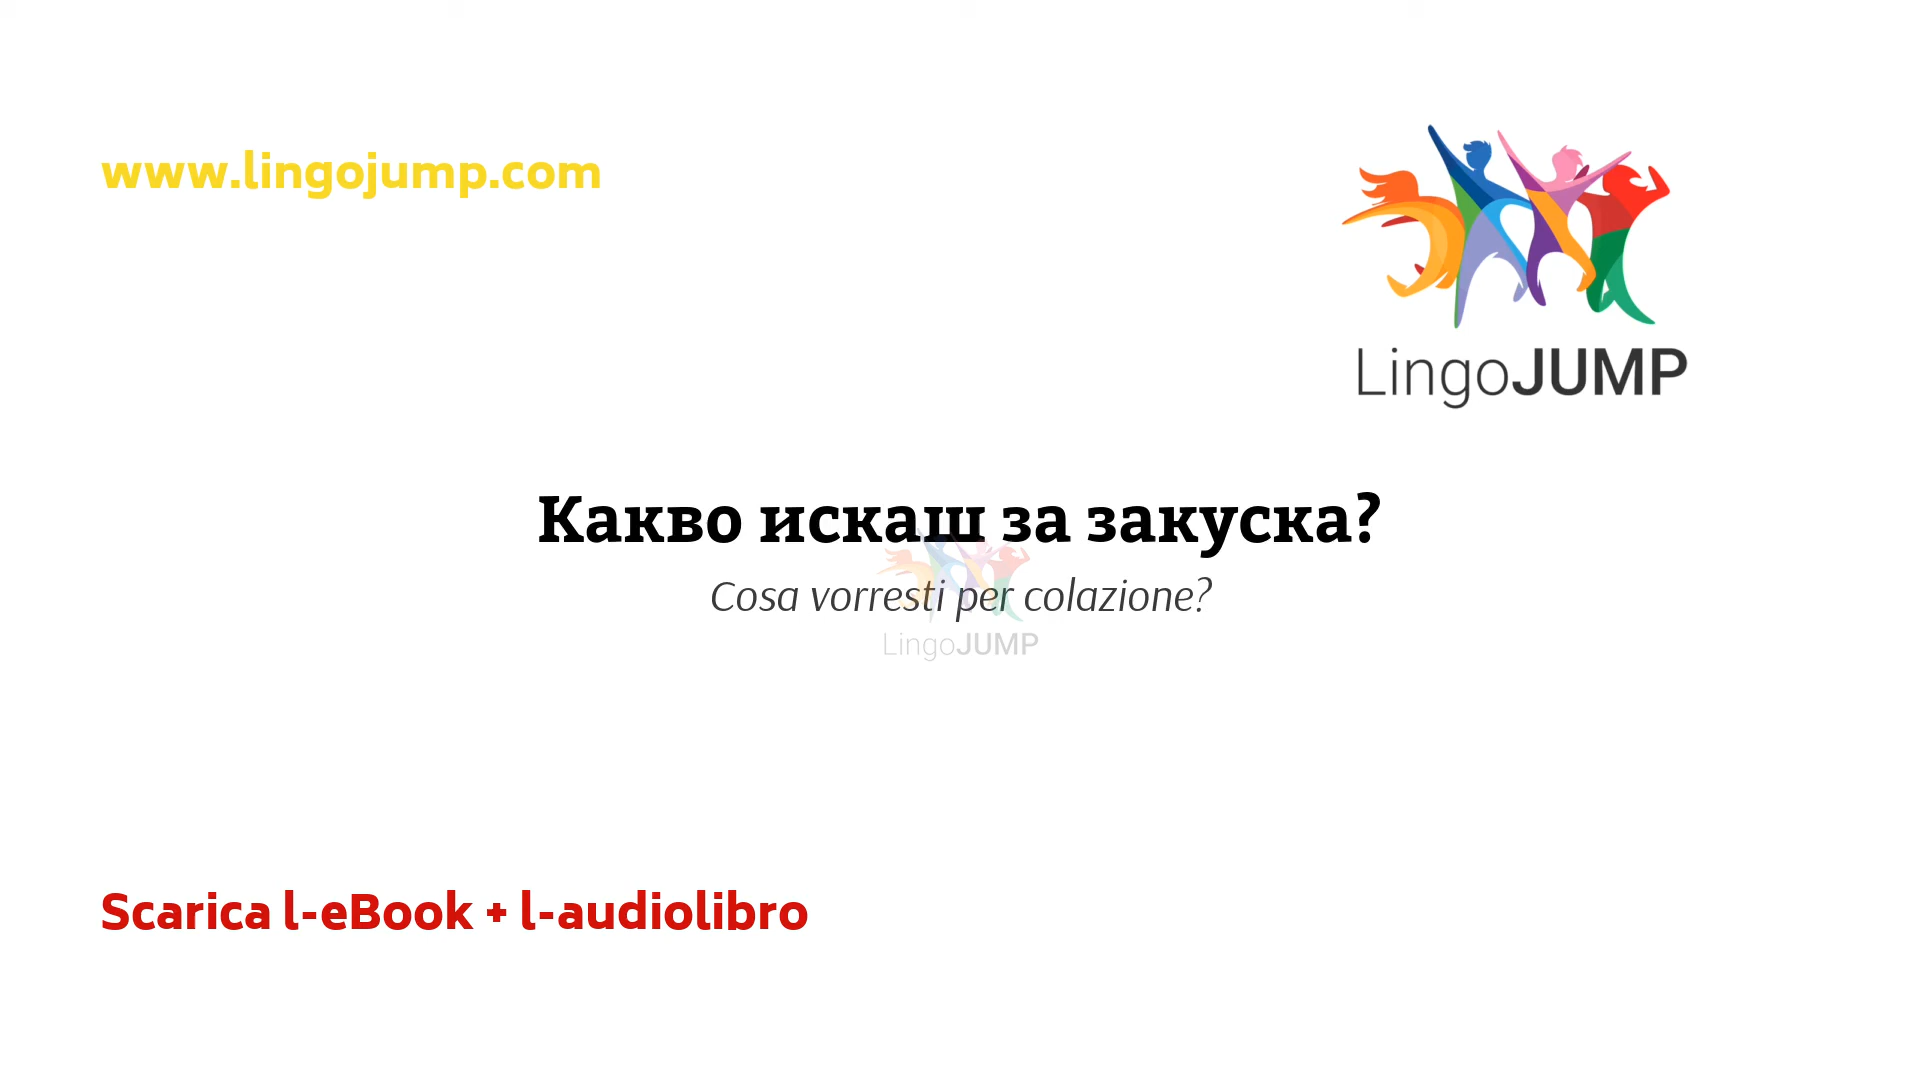 www.lingojump.com
LingoJUMP
Какво искаш за закуска?
Cosa vorresti per colazione?
LingoJUMP
Scarica l-eBook + l-audiolibro